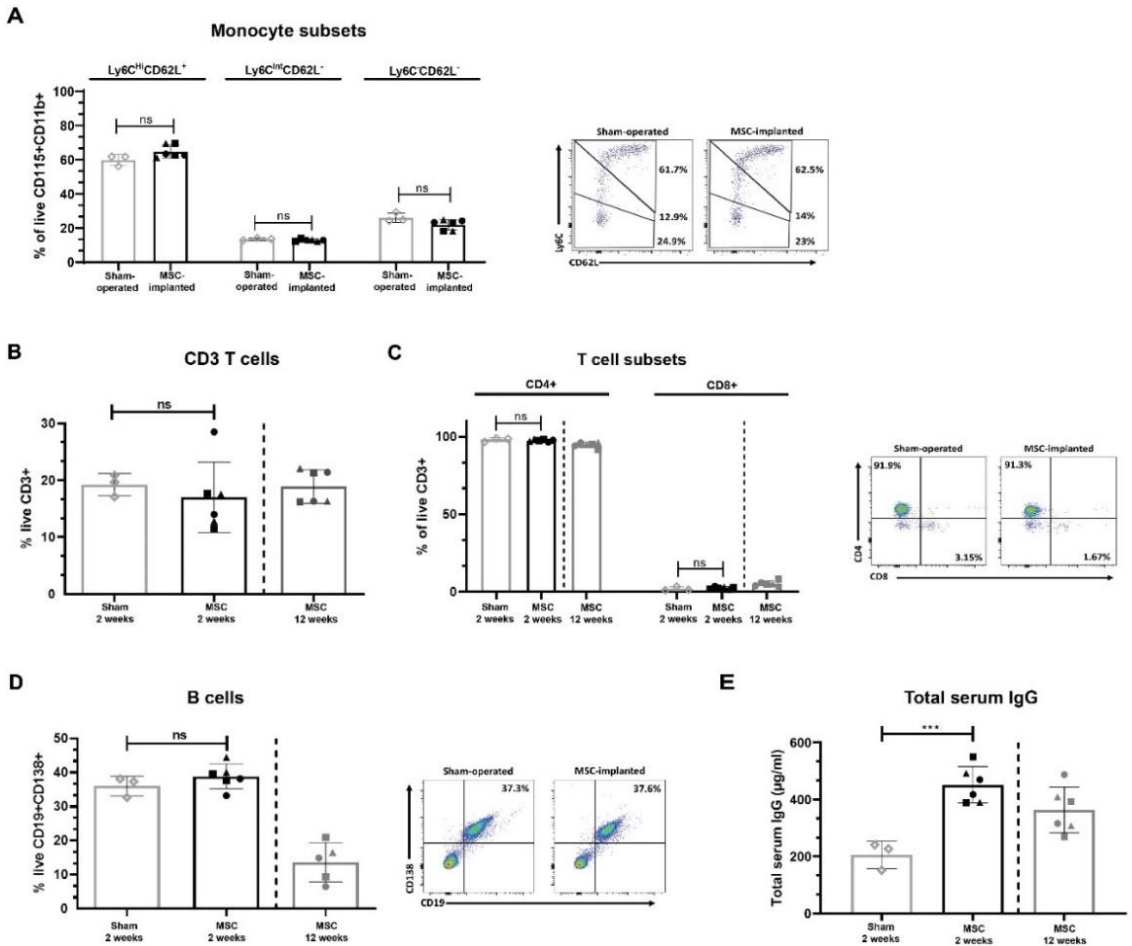 A
Monocyte subsets
Ly6CHiCD62L+ Ly6CIntCD62L- Ly6C-CD62L-
% of live CD115+CD11b+
100
80
60
40
20
0
ns
ns
ns
Sham-operated MSC-implanted Sham-operated MSC-implanted Sham-operated MSC-implanted
Sham-operated MSC-implanted
61.7% 62.5%
12.9% 14%
24.9% 23%
Ly6C
CD62L
B
CD3 T cells
% live CD3+
30
20
10
0
ns
Sham MSC MSC
2 weeks 2 weeks 12 weeks
C
T cell subsets
CD4+ CD8+
% of live CD3+
100
50
0
ns
ns
Sham MSC MSC Sham MSC MSC
2 weeks 2 weeks 12 weeks 2 weeks 2 weeks 12 weeks
Sham-operated MSC-implanted
91.9% 91.3%
3.15% 1.67%
CD4
CD8
D
B cells
% live CD19+CD138+
50
40
30
20
10
0
ns
Sham MSC MSC
2 weeks 2 weeks 12 weeks
Sham-operated MSC-implanted
37.3% 37.6%
CD138
CD19
E
Total serum IgG
Total serum IgG (µg/ml)
600
400
200
0
***
Sham MSC MSC
2 weeks 2 weeks 12 weeks